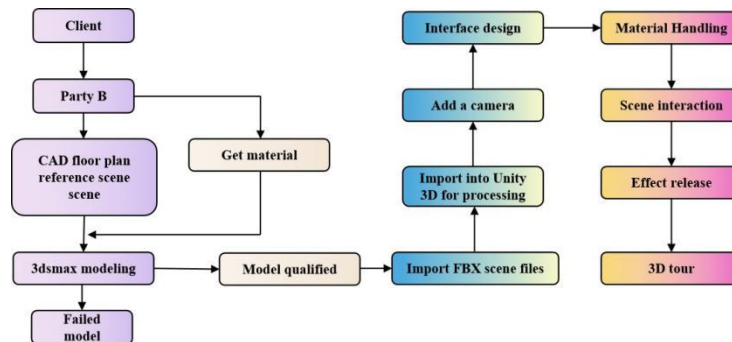 Client
Party B
CAD floor plan
reference scene
scene
Get material
3dsmax modeling
Failed
model
Model qualified
Import FBX scene files
Import into Unity
3D for processing
Add a camera
Interface design
Material Handling
Scene interaction
Effect release
3D tour